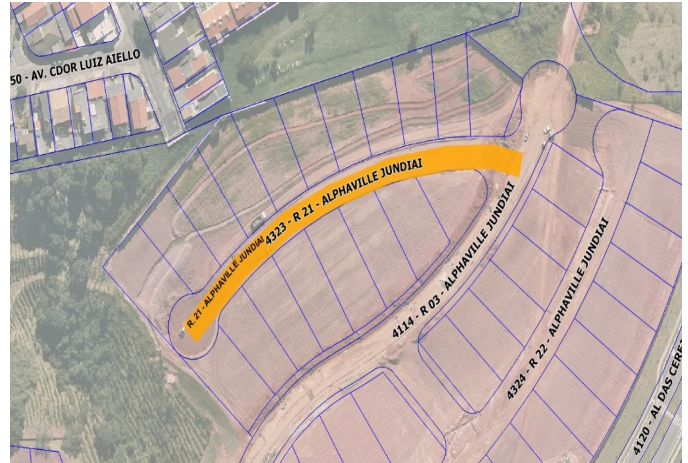 50 - AV. CDOR LUIZ AIELLO
4323 - R 21 - ALPHAVILLE JUNDIAI
R. 21 - ALPHAVILLE JUNDIAI
4114 - R 03 - ALPHAVILLE JUNDIAI
4324 - R 22 - ALPHAVILLE JUNDIAI
4120 - AL DAS CEREJ